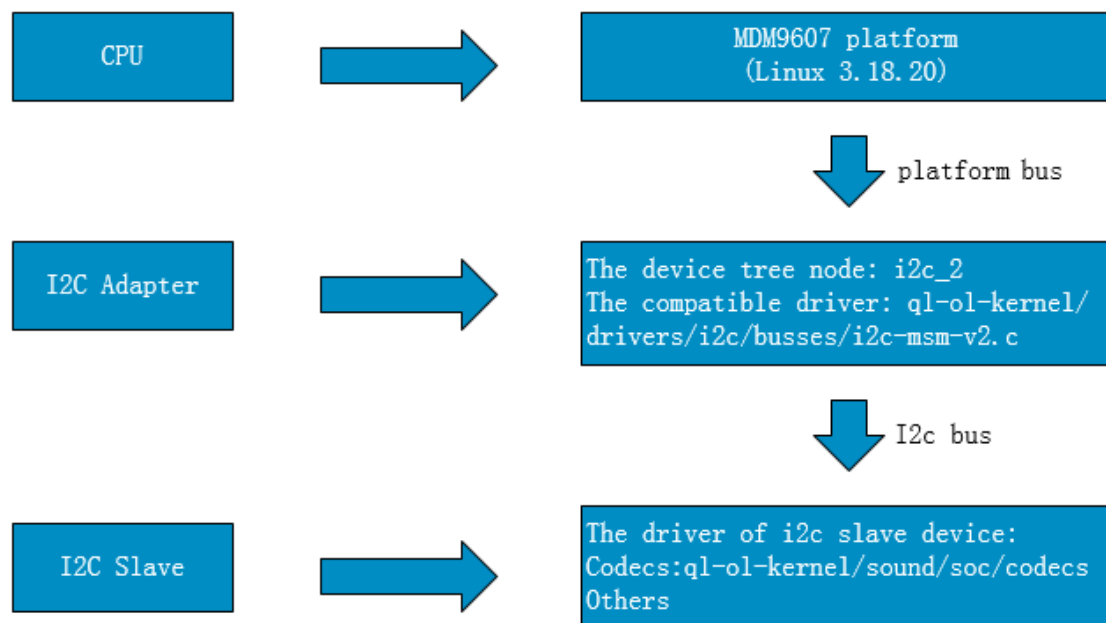 CPU
MDM9607 platform
(Linux 3.18.20)
platform bus
I2C Adapter
The device tree node: i2c_2
The compatible driver: ql-ol-kernel/
drivers/i2c/busses/i2c-msm-v2.c
I2c bus
I2C Slave
The driver of i2c slave device:
Codecs:ql-ol-kernel/sound/soc/codecs
Others